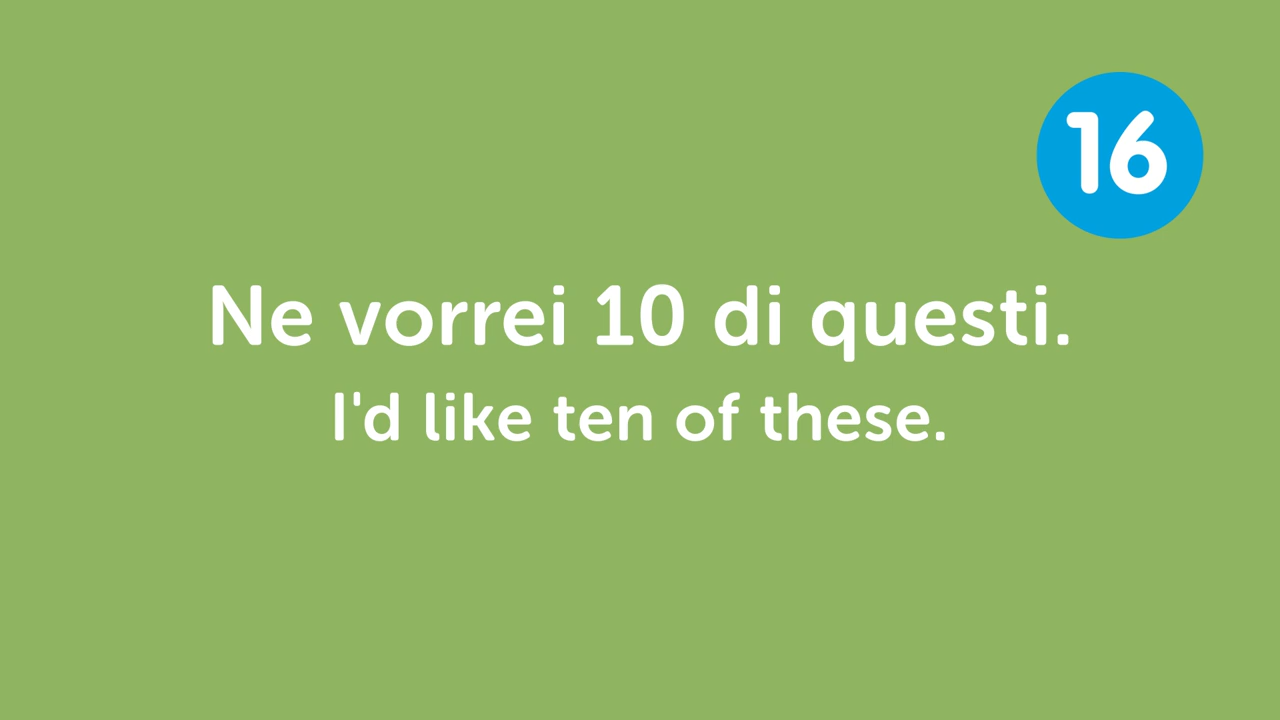 16
Ne vorrei 10 di questi.
I'd like ten of these.